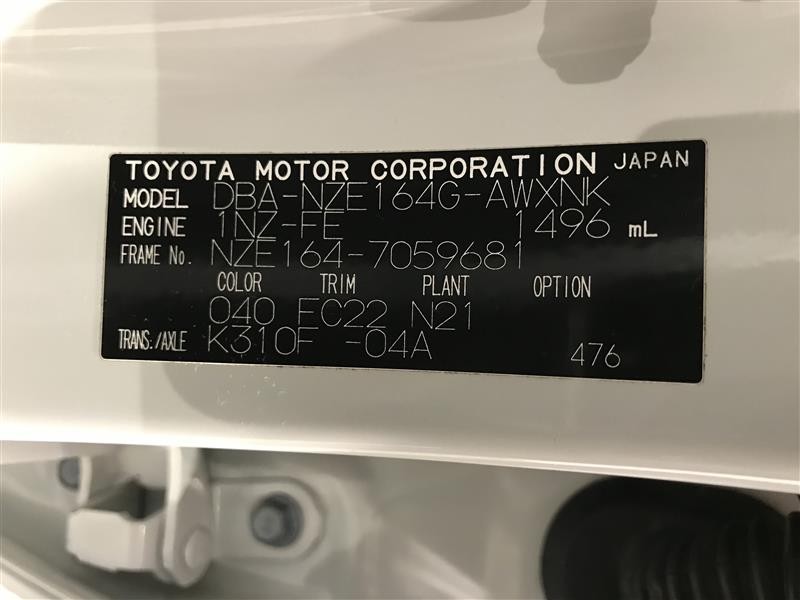 TOYOTA MOTOR CORPORATION JAPAN
MODEL DBA-NZE164G-AWXNK
ENGINE 1NZ-FE 1496 mL
FRAME No. NZE164-7059681
COLOR TRIM PLANT OPTION
040 FC22 N21
TRANS./AXLE K310F -04A 476